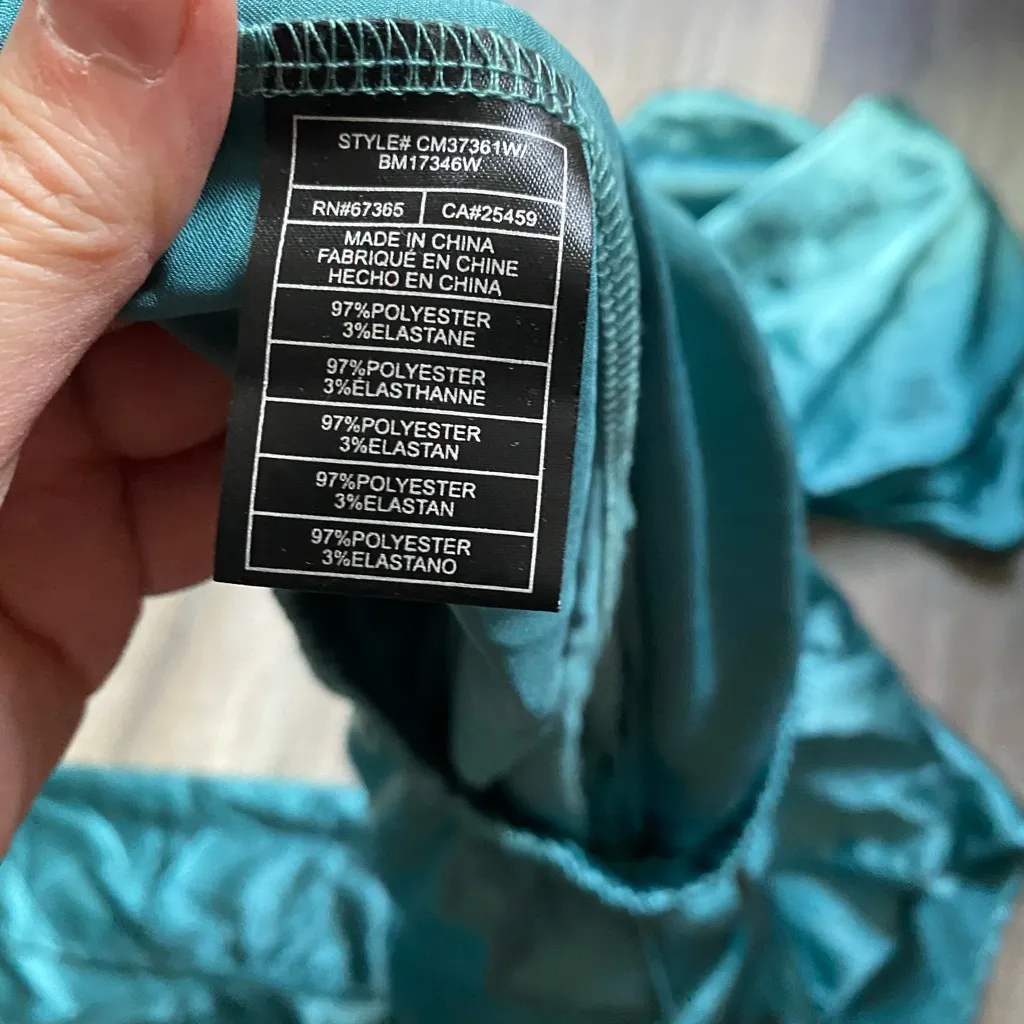 STYLE# CM37361W/
BM17346W
RN#67365 CA#25459
MADE IN CHINA
FABRIQUÉ EN CHINE
HECHO EN CHINA
97%POLYESTER
3%ELASTANE
97%POLYESTER
3%ÉLASTHANNE
97%POLYESTER
3%ELASTAN
97%POLYESTER
3%ELASTAN
97%POLYESTER
3%ELASTANO